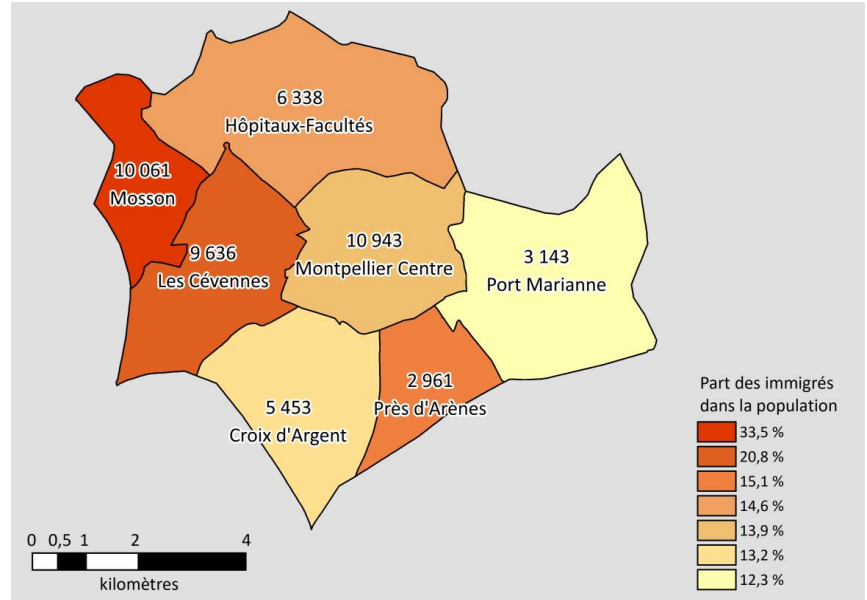 6 338
Hôpitaux-Facultés
10 061
Mosson
9 636
Les Cévennes
10 943
Montpellier Centre
3 143
Port Marianne
5 453
Croix d'Argent
2 961
Près d'Arènes
Part des immigrés
dans la population
33,5 %
20,8 %
15,1 %
14,6 %
13,9 %
13,2 %
12,3 %
0 0,5 1 2 4
kilomètres